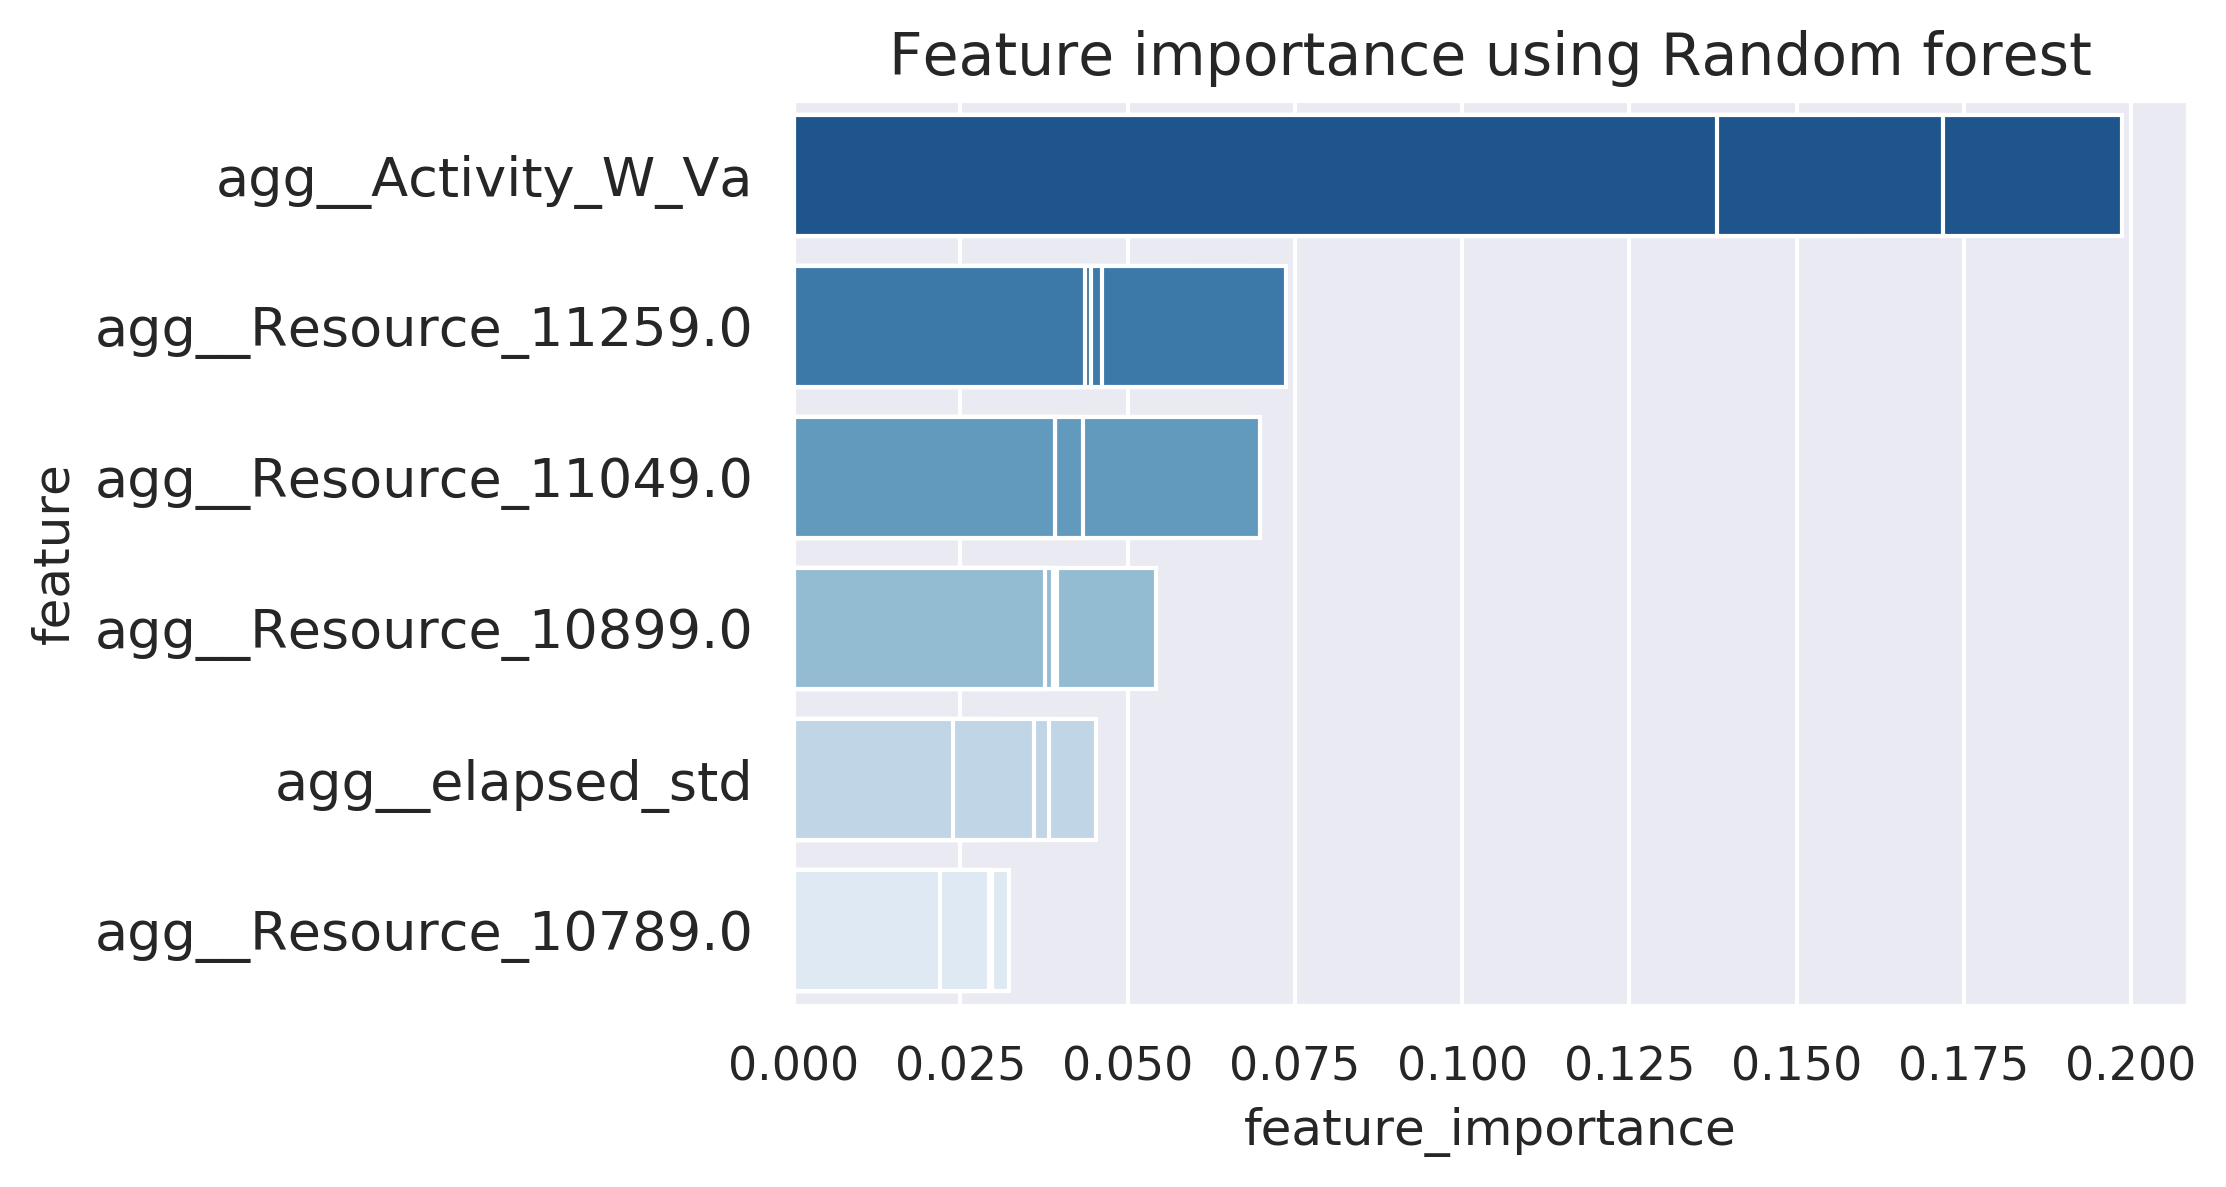 Feature importance using Random forest
agg__Activity_W_Va
agg__Resource_11259.0
agg__Resource_11049.0
agg__Resource_10899.0
agg__elapsed_std
agg__Resource_10789.0
feature
0.000 0.025 0.050 0.075 0.100 0.125 0.150 0.175 0.200
feature_importance